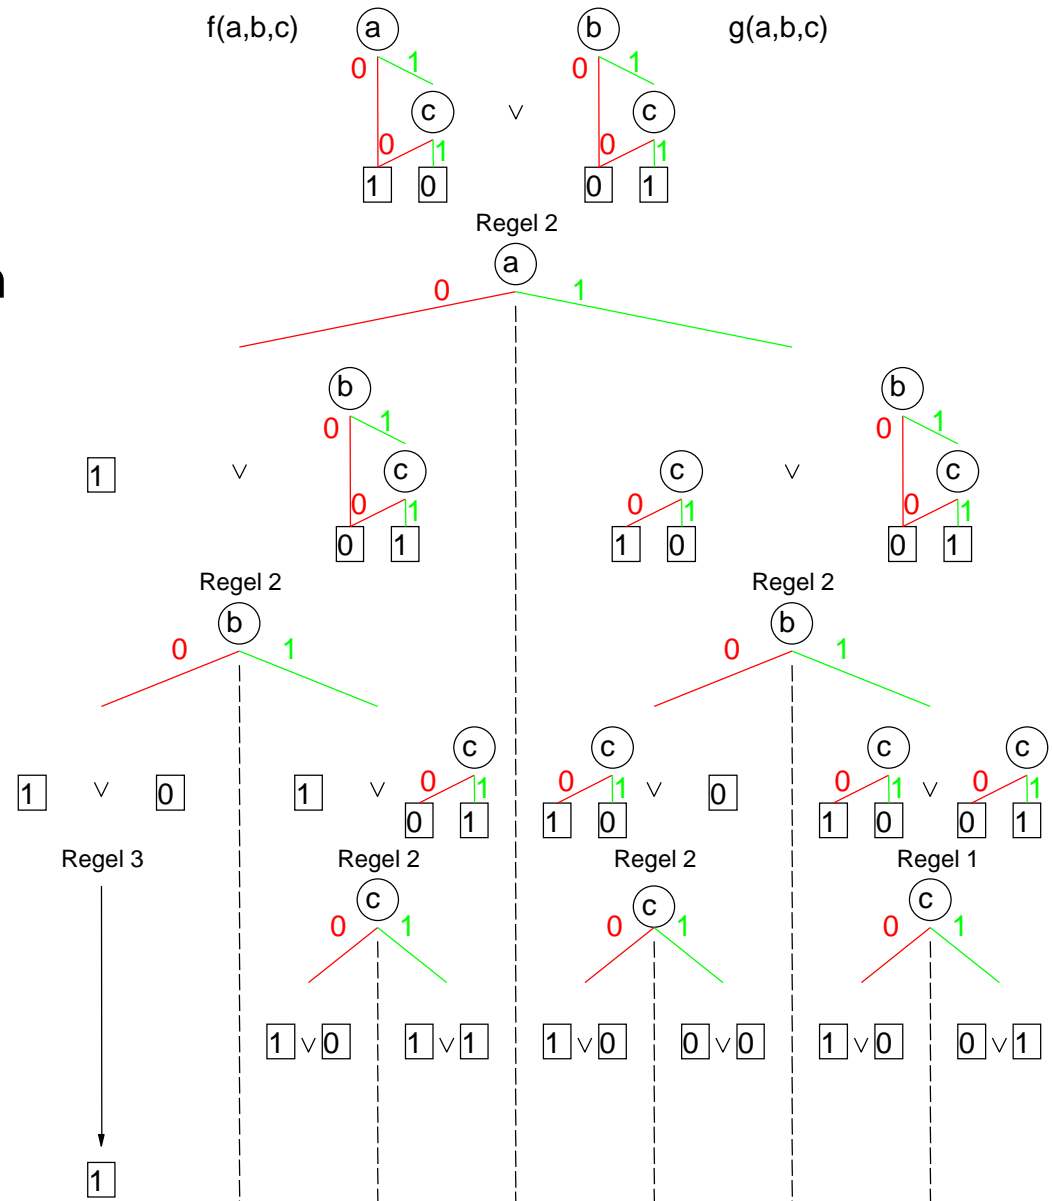 f(a,b,c) a b g(a,b,c)
0 1 0 1
c ∨ c
0 1 0 1
1 0 0 1
Regel 2
a
n
0 1
b b
0 1 0 1
1 ∨ c c ∨ c
0 1 0 1 0 1
0 1 1 0 0 1
Regel 2 Regel 2
b b
0 1 0 1
c c c c
1 ∨ 0 1 ∨ 0 1 0 1 ∨ 0 0 1 ∨ 0 1
0 1 1 0 1 0 0 1
Regel 3 Regel 2 Regel 2 Regel 1
c c c
0 1 0 1 0 1
1 ∨ 0 1 ∨ 1 1 ∨ 0 0 ∨ 0 1 ∨ 0 0 ∨ 1
1